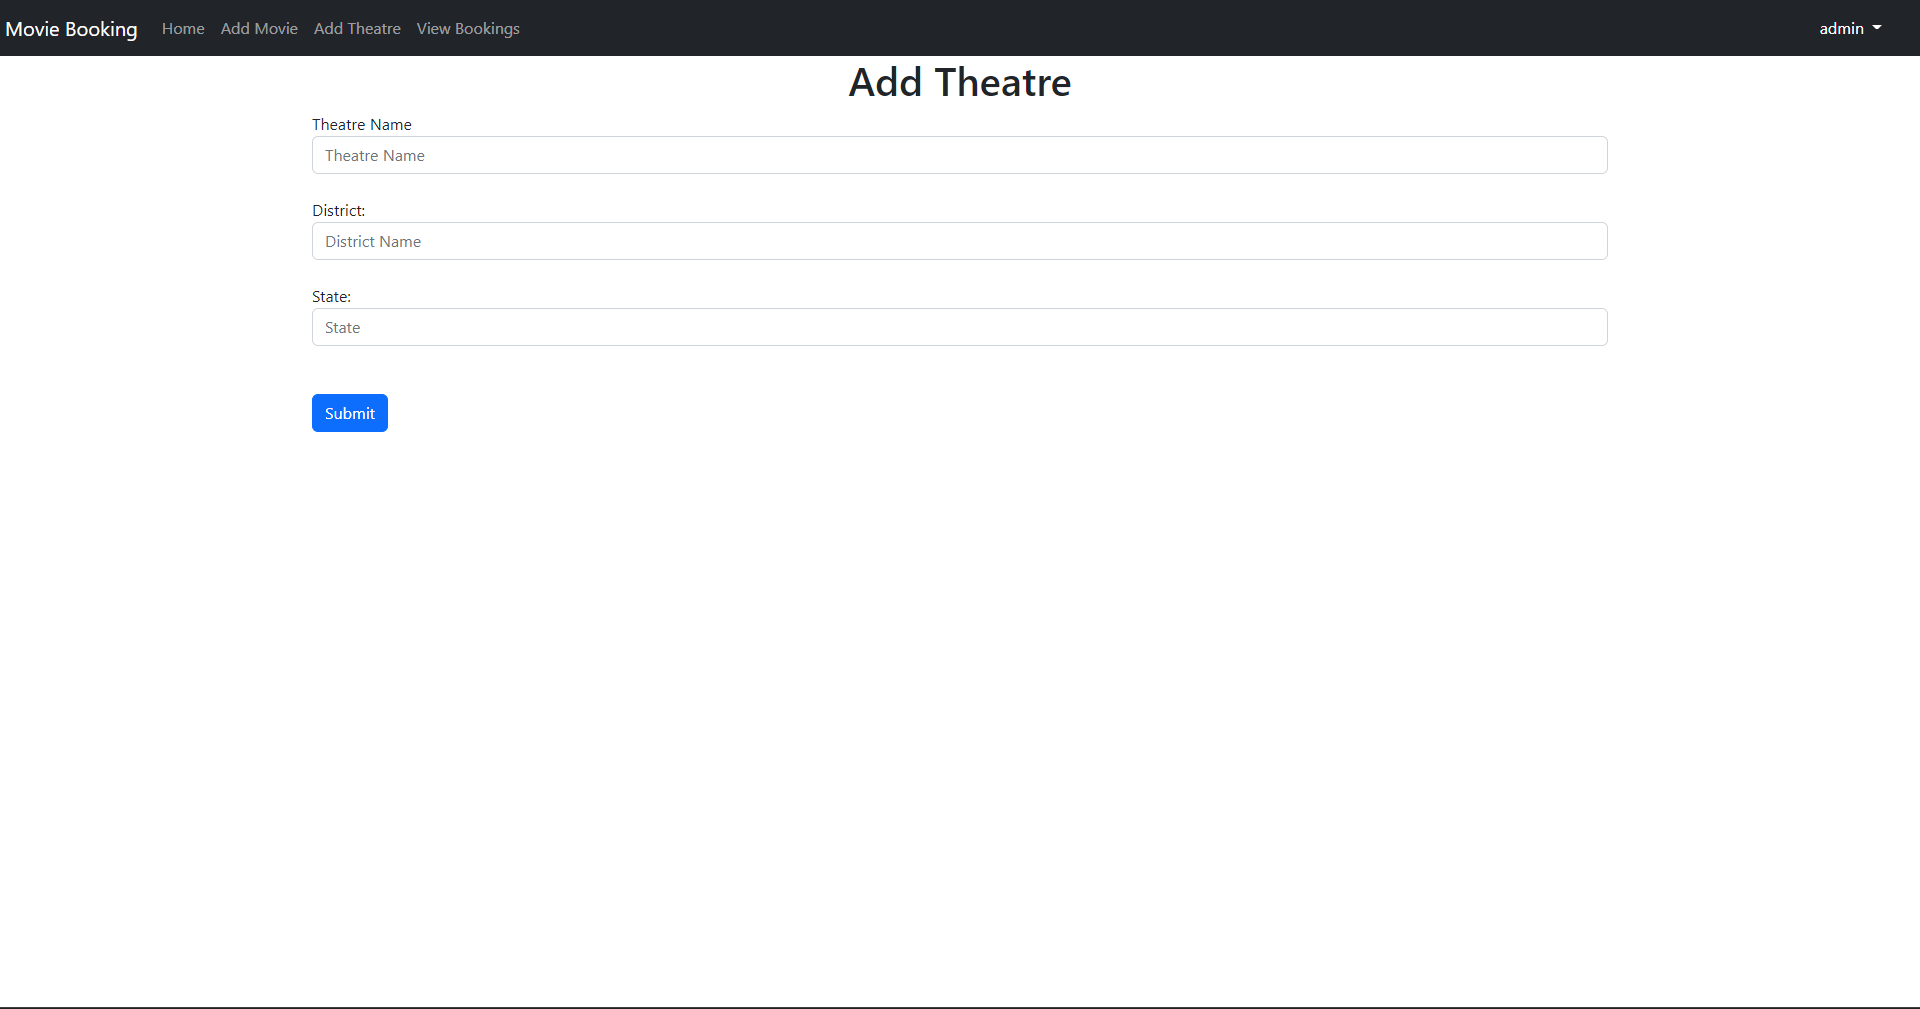 Movie Booking Home Add Movie Add Theatre View Bookings admin
Add Theatre
Theatre Name
Theatre Name
District:
District Name
State:
State
Submit